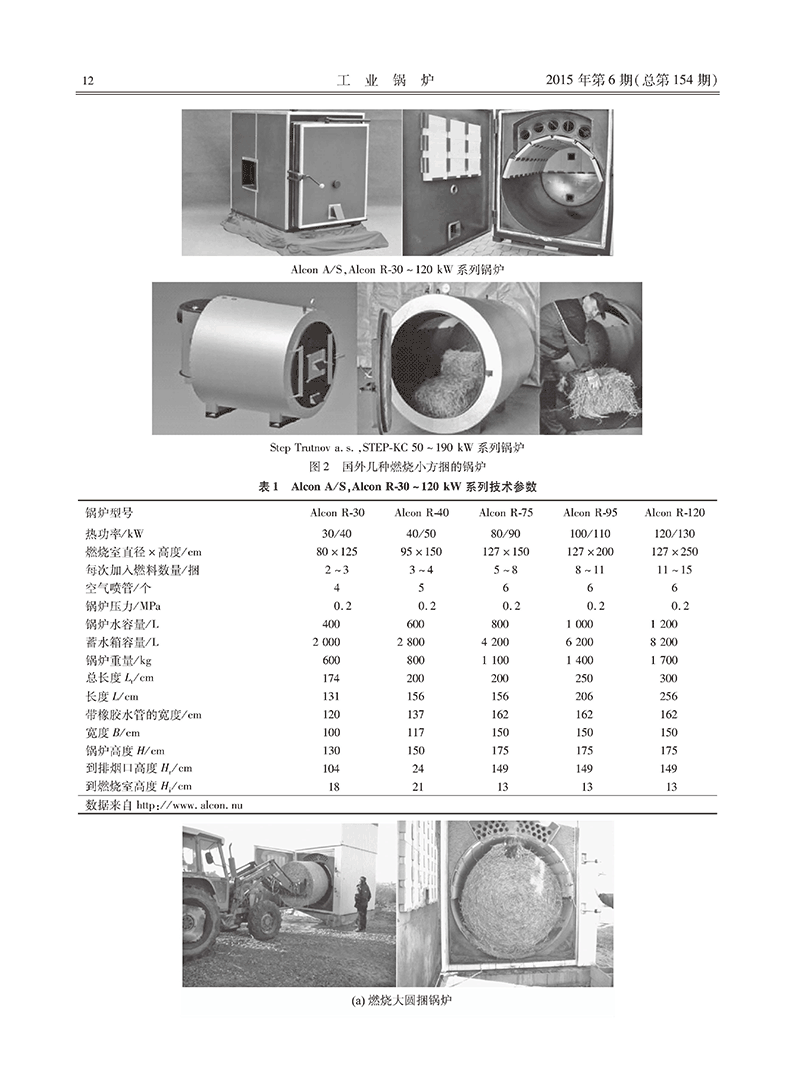 12 工 业 锅 炉 2015 年第 6 期(总第 154 期)
Alcon A/S,Alcon R-30 ~ 120 kW 系列锅炉
Step Trutnov a. s. ,STEP-KC 50 ~ 190 kW 系列锅炉
图 2 国外几种燃烧小方捆的锅炉
表 1 Alcon A/S,Alcon R-30 ~ 120 kW 系列技术参数
锅炉型号 Alcon R-30 Alcon R-40 Alcon R-75 Alcon R-95 Alcon R-120
热功率/kW 30/40 40/50 80/90 100/110 120/130
燃烧室直径 × 高度/cm 80 × 125 95 × 150 127 × 150 127 × 200 127 × 250
每次加入燃料数量/捆 2 ~ 3 3 ~ 4 5 ~ 8 8 ~ 11 11 ~ 15
空气喷管/个 4 5 6 6 6
锅炉压力/MPa 0. 2 0. 2 0. 2 0. 2 0. 2
锅炉水容量/L 400 600 800 1 000 1 200
蓄水箱容量/L 2 000 2 800 4 200 6 200 8 200
锅炉重量/kg 600 800 1 100 1 400 1 700
总长度 Lt/cm 174 200 200 250 300
长度 L/cm 131 156 156 206 256
带橡胶水管的宽度/cm 120 137 162 162 162
宽度 B/cm 100 117 150 150 150
锅炉高度 H/cm 130 150 175 175 175
到排烟口高度 Hr/cm 104 24 149 149 149
到燃烧室高度 Hi/cm 18 21 13 13 13
数据来自 http://www. alcon. nu
(a) 燃烧大圆捆锅炉